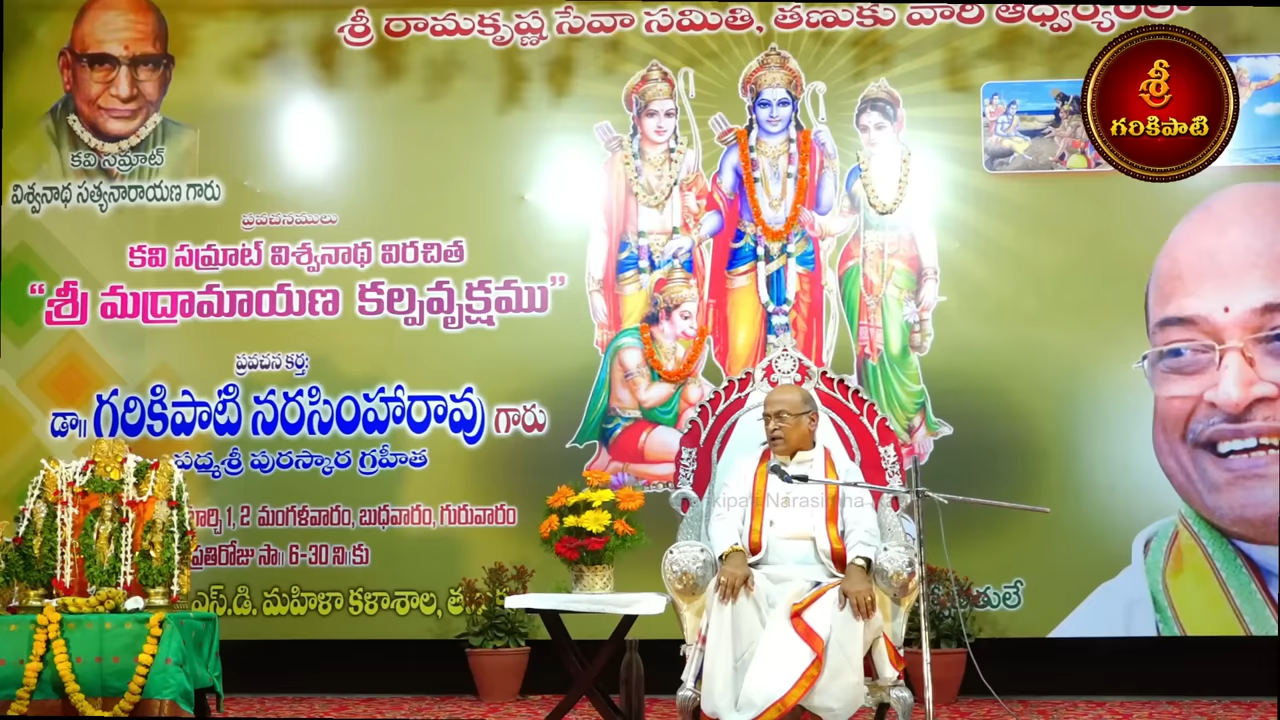 శ్రీ రామకృష్ణ సేవా సమితి, తణుకు వారి ఆధ్వర్యంలో
శ్రీ
గరికిపాటి
కవి సమ్రాట్
విశ్వనాథ సత్యనారాయణ గారు
ప్రవచనములు
కవి సమ్రాట్ విశ్వనాథ విరచిత
“శ్రీ మద్రామాయణ కల్పవృక్షము”
ప్రవచన కర్త:
డా|| గరికిపాటి నరసింహారావు గారు
పద్మశ్రీ పురస్కార గ్రహీత
మార్చి 1, 2 మంగళవారం, బుధవారం, గురువారం
ప్రతిరోజు సా|| 6-30 ని||కు
ఎస్.డి. మహిళా కళాశాల,
Narasimha